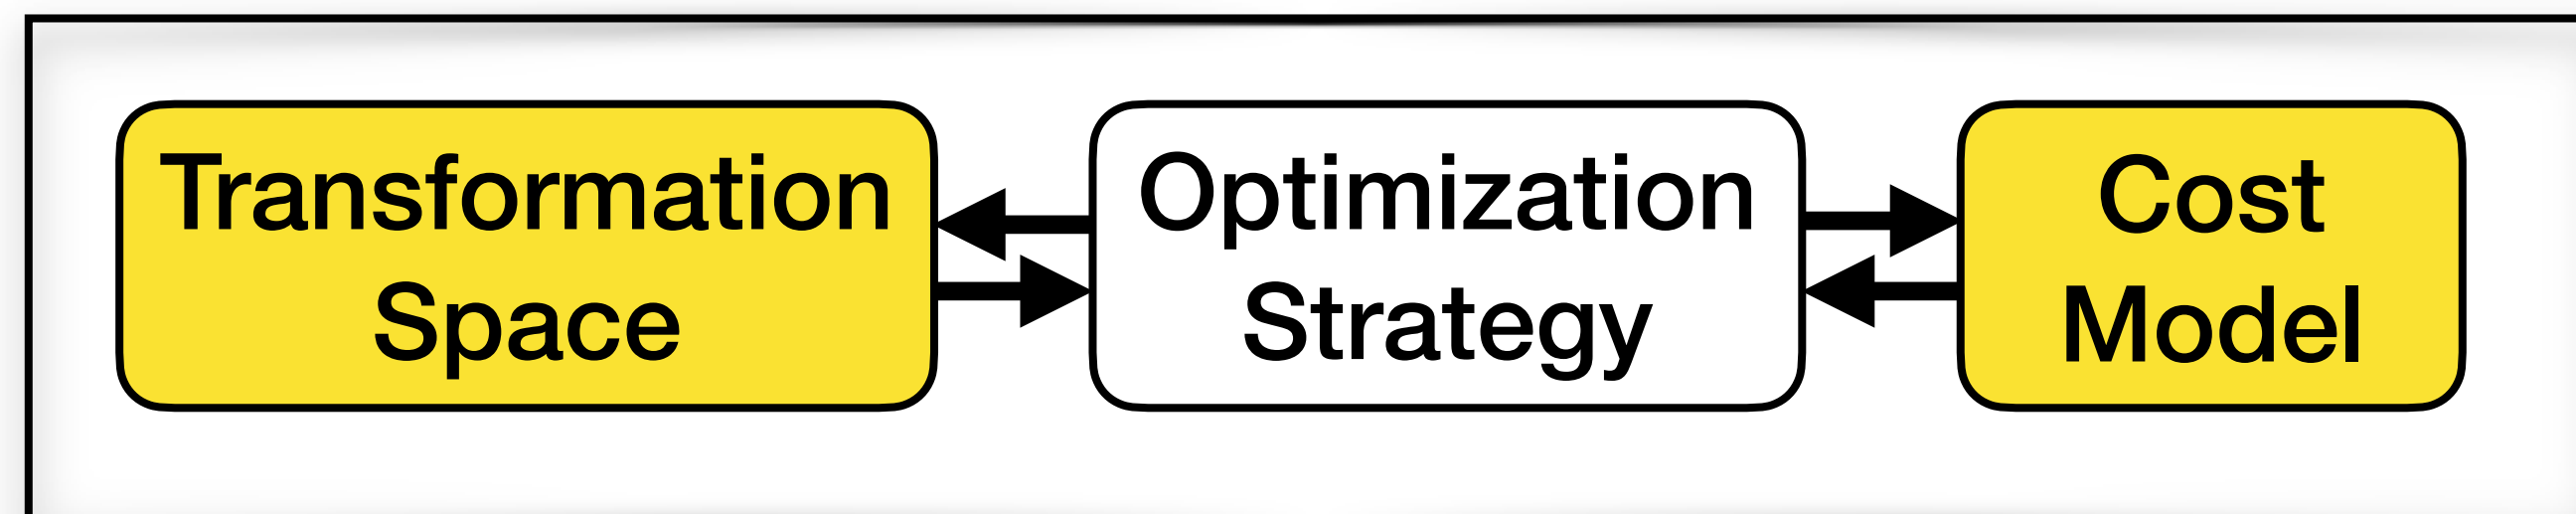 Transformation
Space
Optimization
Strategy
Cost
Model